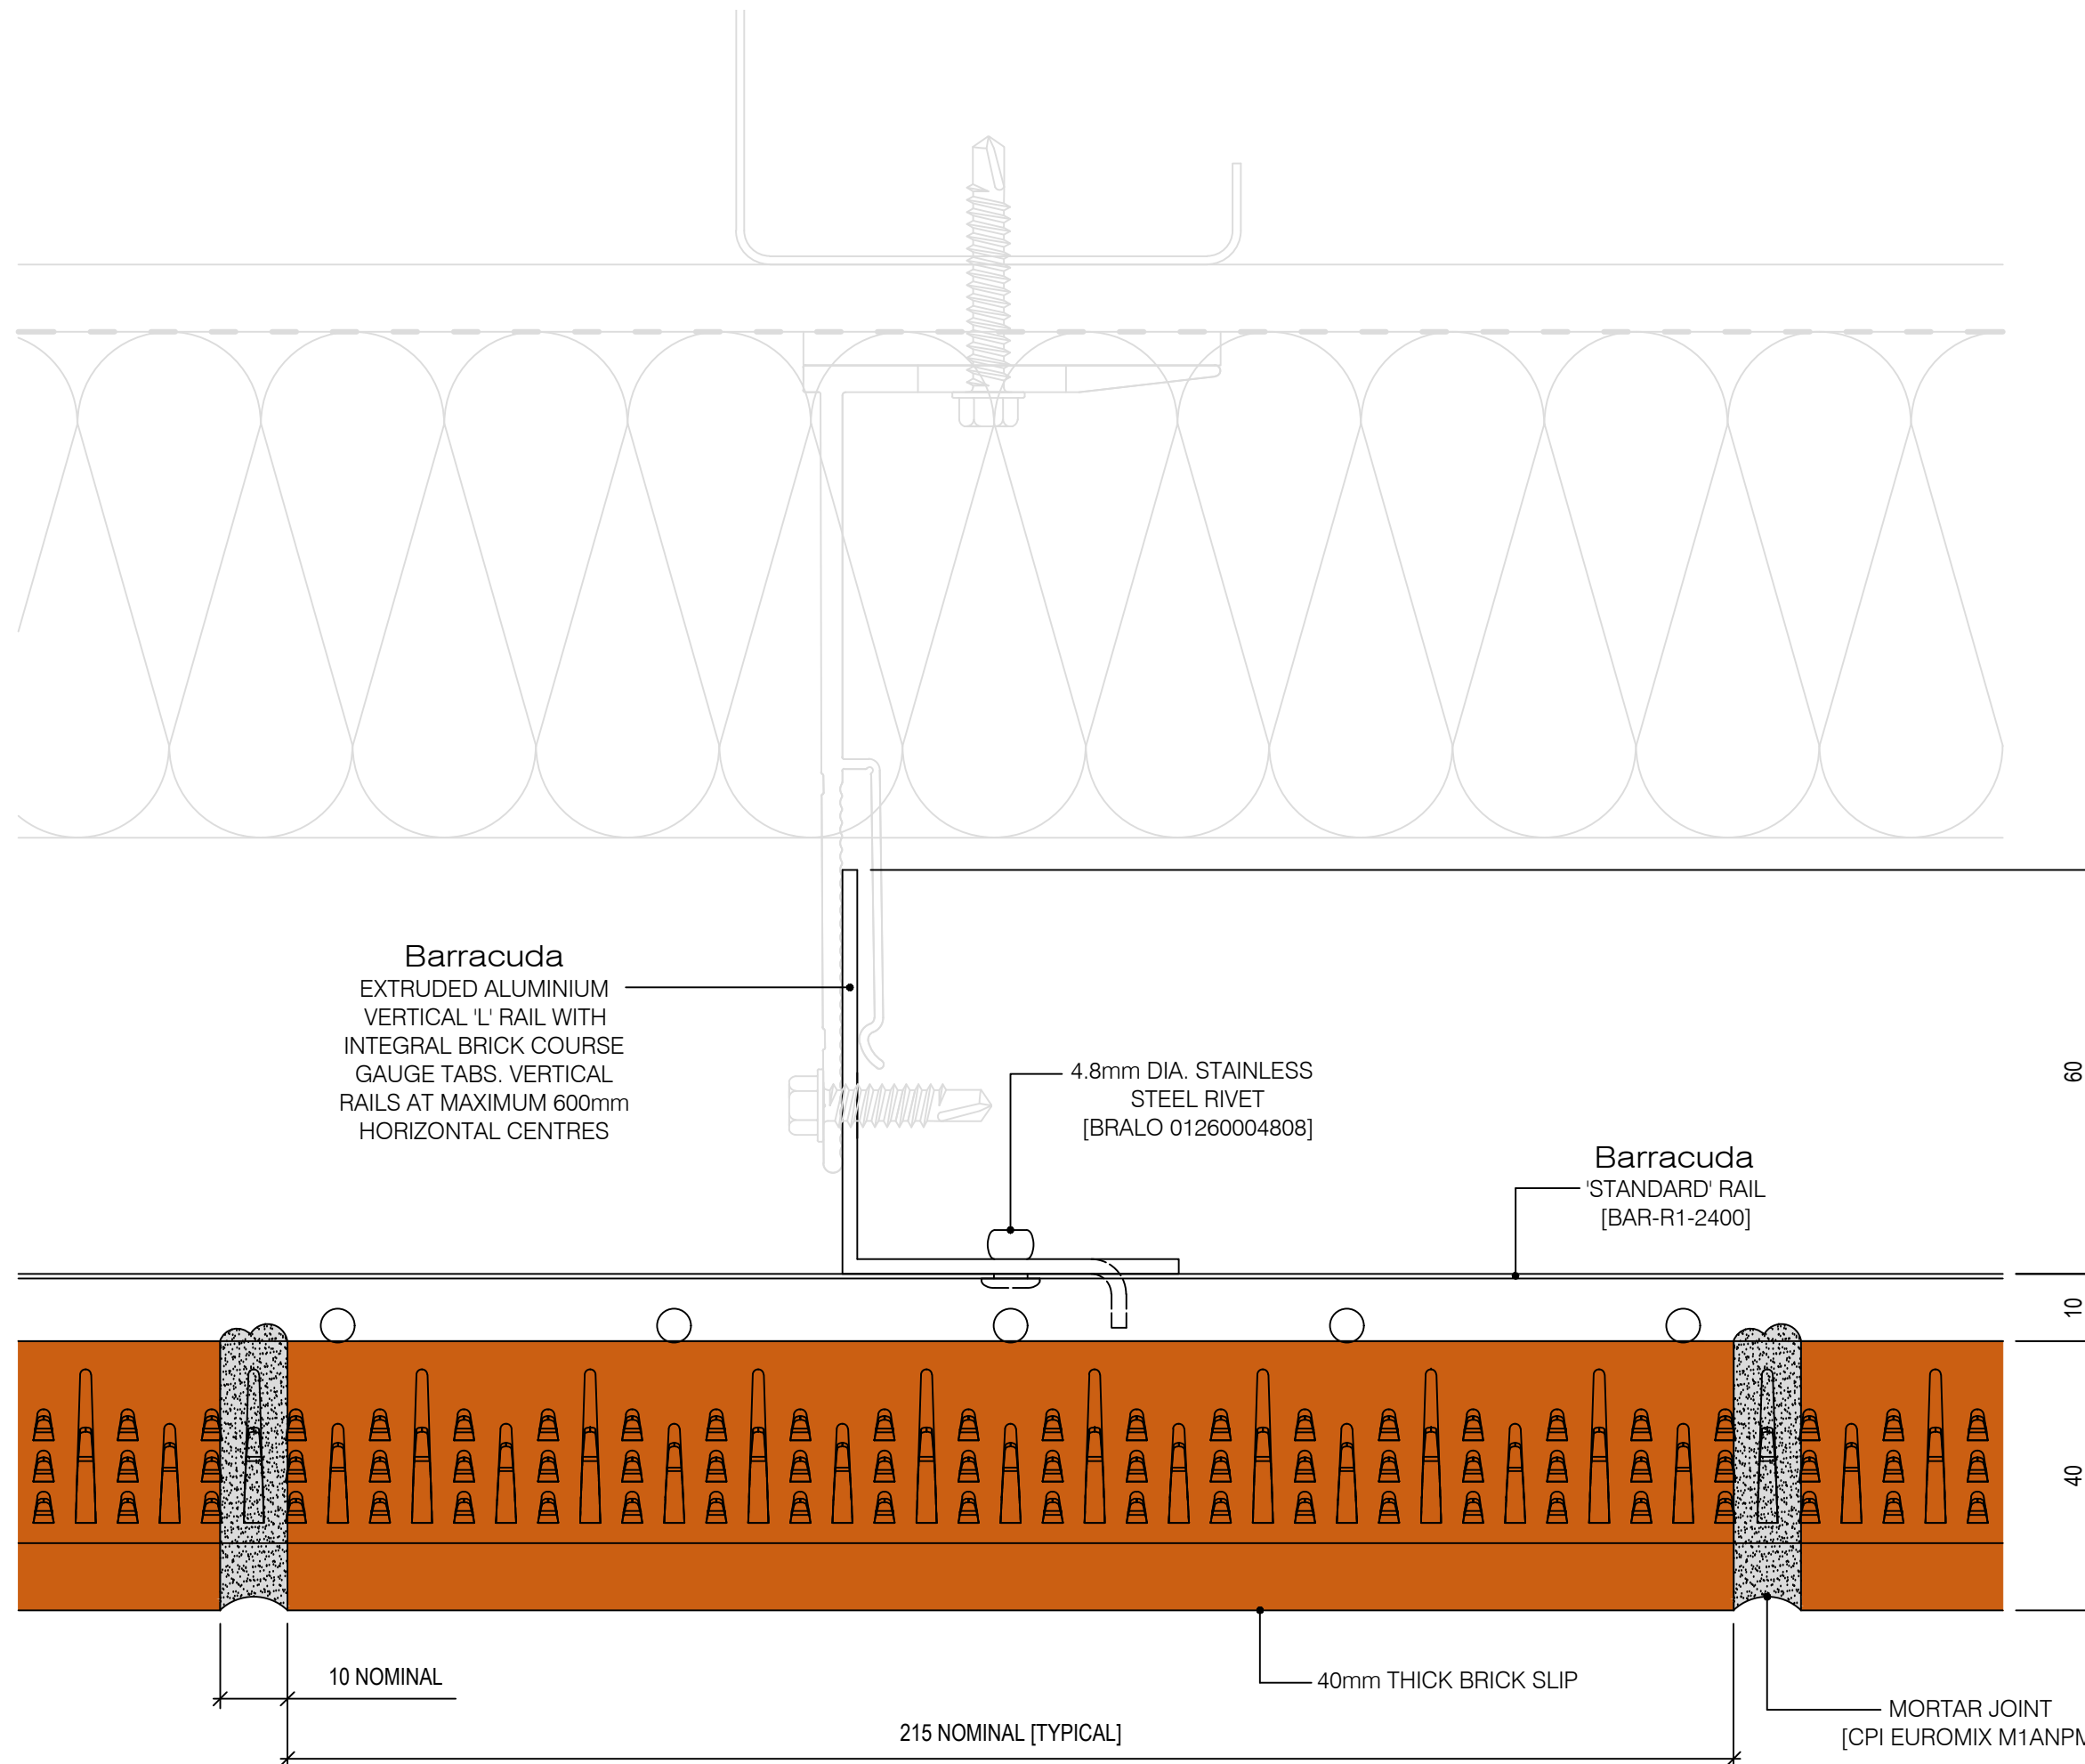 Barracuda
EXTRUDED ALUMINIUM
VERTICAL 'L' RAIL WITH
INTEGRAL BRICK COURSE
GAUGE TABS. VERTICAL
RAILS AT MAXIMUM 600mm
HORIZONTAL CENTRES
4.8mm DIA. STAINLESS
STEEL RIVET
[BRALO 01260004808]
Barracuda
'STANDARD' RAIL
[BAR-R1-2400]
60
10
40
10 NOMINAL
40mm THICK BRICK SLIP
215 NOMINAL [TYPICAL]
MORTAR JOINT
[CPI EUROMIX